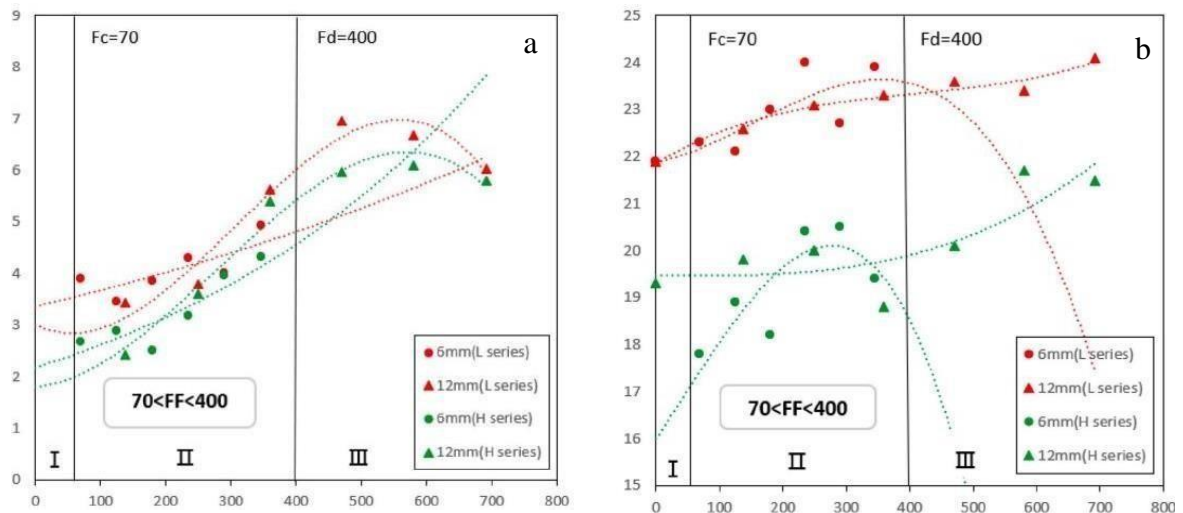 9
8
7
6
5
4
3
2
1
0
0 100 200 300 400 500 600 700 800
Fc=70
Fd=400
a
6mm(L series)
12mm(L series)
6mm(H series)
12mm(H series)
70<FF<400
Ⅰ Ⅱ Ⅲ
25
24
23
22
21
20
19
18
17
16
15
0 100 200 300 400 500 600 700 800
Fc=70
Fd=400
b
6mm(L series)
12mm(L series)
6mm(H series)
12mm(H series)
70<FF<400
Ⅰ Ⅱ Ⅲ